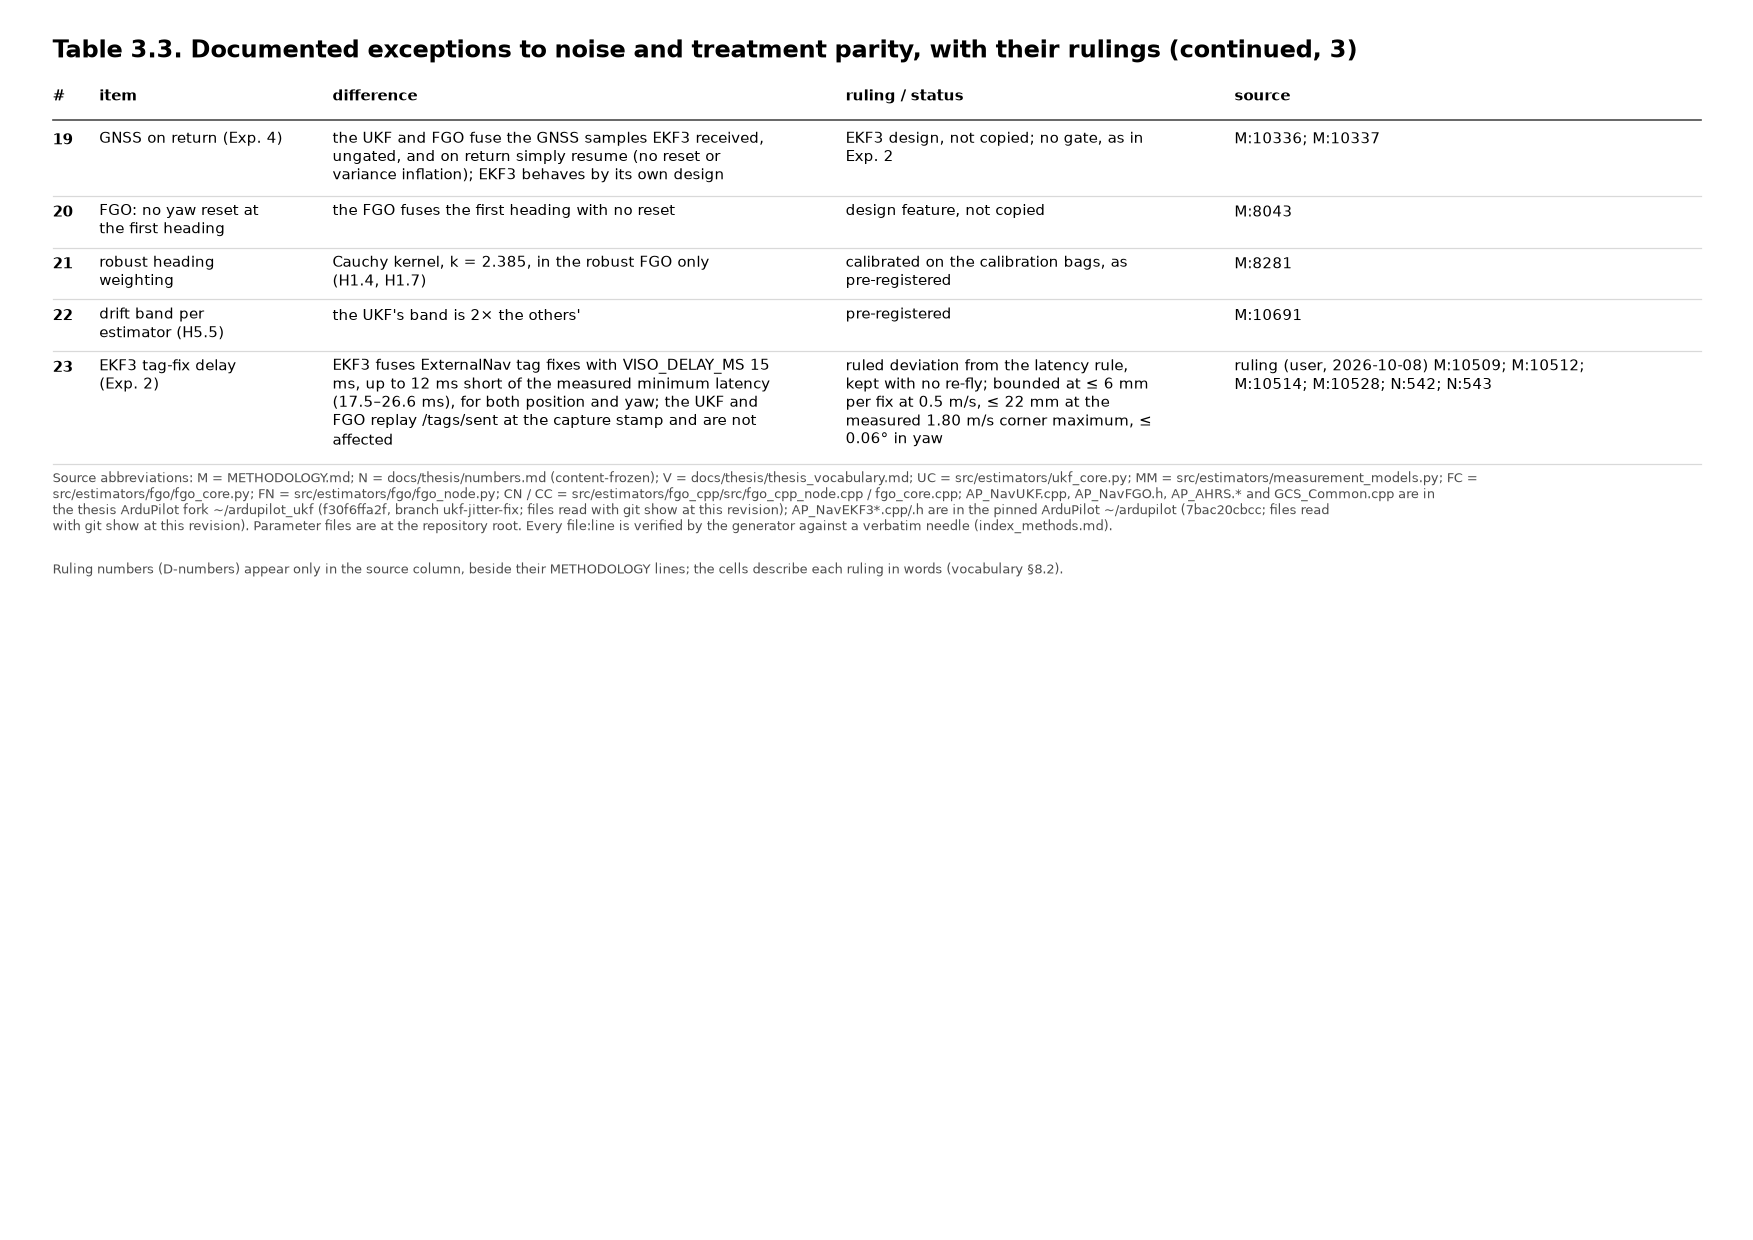 Table 3.3. Documented exceptions to noise and treatment parity, with their rulings (continued, 3)
# item difference ruling / status source
19 GNSS on return (Exp. 4) the UKF and FGO fuse the GNSS samples EKF3 received, EKF3 design, not copied; no gate, as in M:10336; M:10337
ungated, and on return simply resume (no reset or Exp. 2
variance inflation); EKF3 behaves by its own design
20 FGO: no yaw reset at the FGO fuses the first heading with no reset design feature, not copied M:8043
the first heading
21 robust heading Cauchy kernel, k = 2.385, in the robust FGO only calibrated on the calibration bags, as M:8281
weighting (H1.4, H1.7) pre-registered
22 drift band per the UKF's band is 2× the others' pre-registered M:10691
estimator (H5.5)
23 EKF3 tag-fix delay EKF3 fuses ExternalNav tag fixes with VISO_DELAY_MS 15 ruled deviation from the latency rule, ruling (user, 2026-10-08) M:10509; M:10512;
(Exp. 2) ms, up to 12 ms short of the measured minimum latency kept with no re-fly; bounded at ≤ 6 mm M:10514; M:10528; N:542; N:543
(17.5–26.6 ms), for both position and yaw; the UKF and per fix at 0.5 m/s, ≤ 22 mm at the
FGO replay /tags/sent at the capture stamp and are not measured 1.80 m/s corner maximum, ≤
affected 0.06° in yaw
Source abbreviations: M = METHODOLOGY.md; N = docs/thesis/numbers.md (content-frozen); V = docs/thesis/thesis_vocabulary.md; UC = src/estimators/ukf_core.py; MM = src/estimators/measurement_models.py; FC =
src/estimators/fgo/fgo_core.py; FN = src/estimators/fgo/fgo_node.py; CN / CC = src/estimators/fgo_cpp/src/fgo_cpp_node.cpp / fgo_core.cpp; AP_NavUKF.cpp, AP_NavFGO.h, AP_AHRS.* and GCS_Common.cpp are in
the thesis ArduPilot fork ~/ardupilot_ukf (f30f6ffa2f, branch ukf-jitter-fix; files read with git show at this revision); AP_NavEKF3*.cpp/.h are in the pinned ArduPilot ~/ardupilot (7bac20cbcc; files read
with git show at this revision). Parameter files are at the repository root. Every file:line is verified by the generator against a verbatim needle (index_methods.md).
Ruling numbers (D-numbers) appear only in the source column, beside their METHODOLOGY lines; the cells describe each ruling in words (vocabulary §8.2).